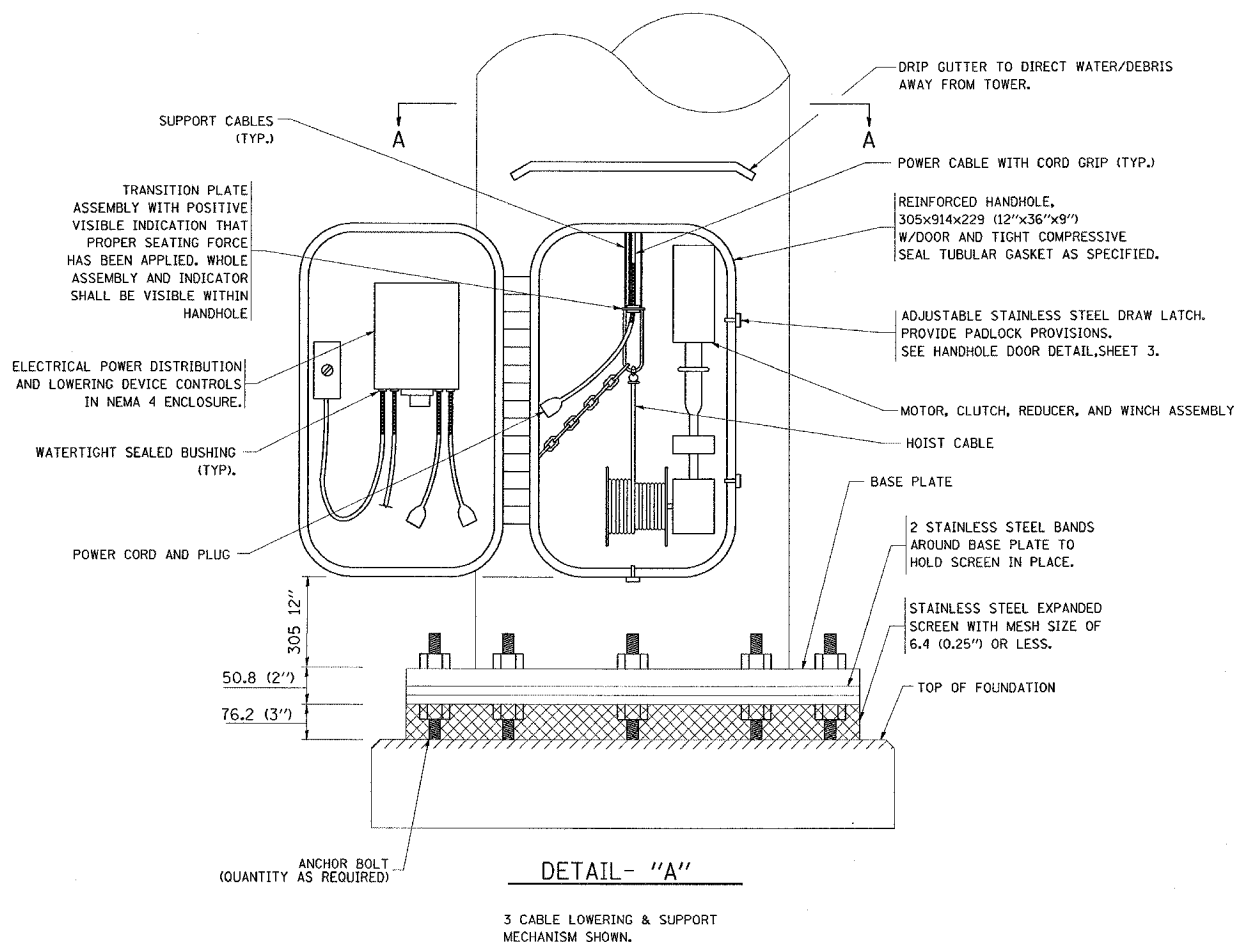 DRIP GUTTER TO DIRECT WATER/DEBRIS
AWAY FROM TOWER.
A
A
SUPPORT CABLES
(TYP.)
POWER CABLE WITH CORD GRIP (TYP.)
TRANSITION PLATE
ASSEMBLY WITH POSITIVE
VISIBLE INDICATION THAT
PROPER SEATING FORCE
HAS BEEN APPLIED. WHOLE
ASSEMBLY AND INDICATOR
SHALL BE VISIBLE WITHIN
HANDHOLE
REINFORCED HANDHOLE,
305x914x229 (12"x36"x9")
W/DOOR AND TIGHT COMPRESSIVE
SEAL TUBULAR GASKET AS SPECIFIED.
ADJUSTABLE STAINLESS STEEL DRAW LATCH.
PROVIDE PADLOCK PROVISIONS.
SEE HANDHOLE DOOR DETAIL,SHEET 3.
ELECTRICAL POWER DISTRIBUTION
AND LOWERING DEVICE CONTROLS
IN NEMA 4 ENCLOSURE.
MOTOR, CLUTCH, REDUCER, AND WINCH ASSEMBLY
HOIST CABLE
WATERTIGHT SEALED BUSHING
(TYP).
BASE PLATE
2 STAINLESS STEEL BANDS
AROUND BASE PLATE TO
HOLD SCREEN IN PLACE.
POWER CORD AND PLUG
STAINLESS STEEL EXPANDED
SCREEN WITH MESH SIZE OF
6.4 (0.25") OR LESS.
305 12"
50.8 (2")
76.2 (3")
TOP OF FOUNDATION
ANCHOR BOLT
(QUANTITY AS REQUIRED)
DETAIL- "A"
3 CABLE LOWERING & SUPPORT
MECHANISM SHOWN.